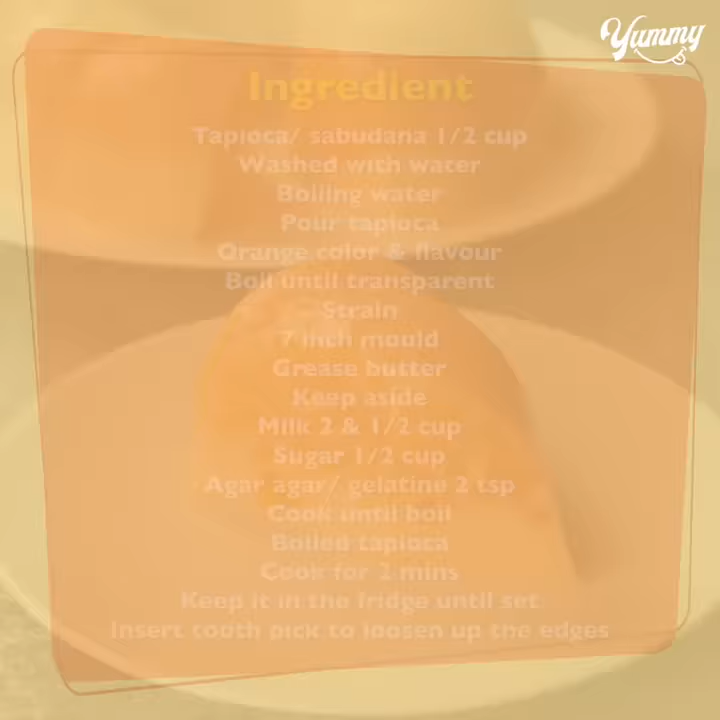 Yummy
Ingredient
Tapioca/ sabudana 1/2 cup
Washed with water
Boiling water
Pour tapioca
Orange color & flavour
Boil until transparent
Strain
7 inch mould
Grease butter
Keep aside
Milk 2 & 1/2 cup
Sugar 1/2 cup
Agar agar/ gelatine 2 tsp
Cook until boil
Boiled tapioca
Cook for 2 mins
Keep it in the fridge until set
Insert tooth pick to loosen up the edges